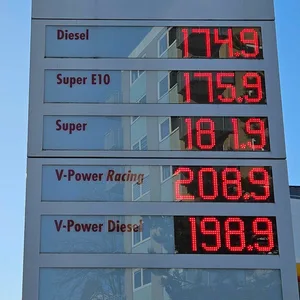 Diesel 174.9
Super E10 175.9
Super 181.9
V-Power Racing 208.9
V-Power Diesel 198.9